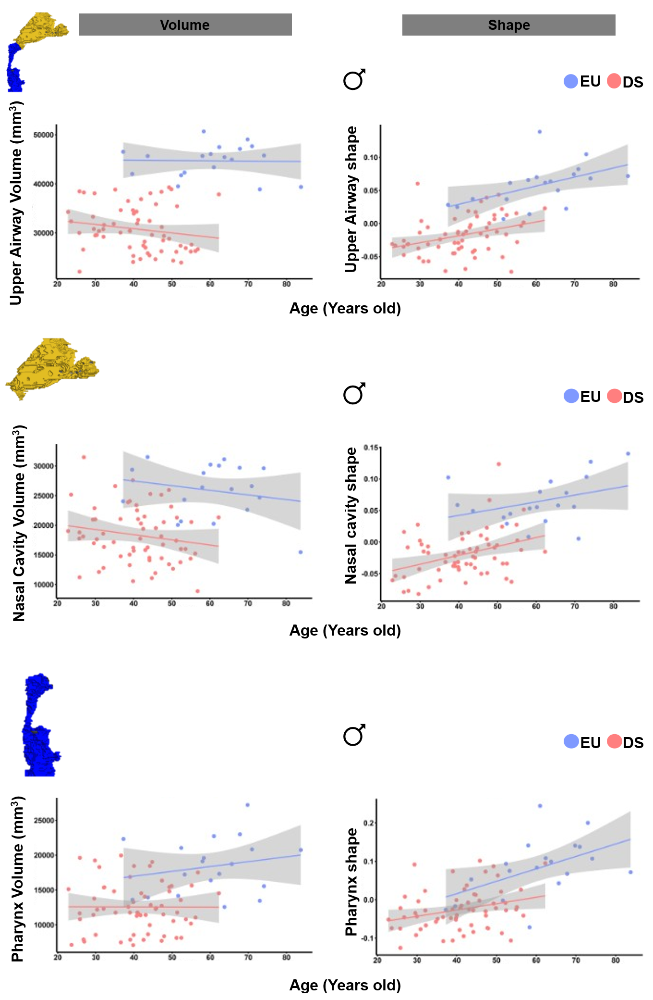 Volume
Shape
EU DS
Upper Airway Volume (mm³)
50000
40000
30000
20 30 40 50 60 70 80
Upper Airway shape
0.10
0.05
0.00
-0.05
20 30 40 50 60 70 80
Age (Years old)
EU DS
Nasal Cavity Volume (mm³)
30000
25000
20000
15000
10000
20 30 40 50 60 70 80
Nasal cavity shape
0.15
0.10
0.05
0.00
-0.05
20 30 40 50 60 70 80
Age (Years old)
EU DS
Pharynx Volume (mm³)
25000
20000
15000
10000
20 30 40 50 60 70 80
Pharynx shape
0.2
0.1
0.0
-0.1
20 30 40 50 60 70 80
Age (Years old)